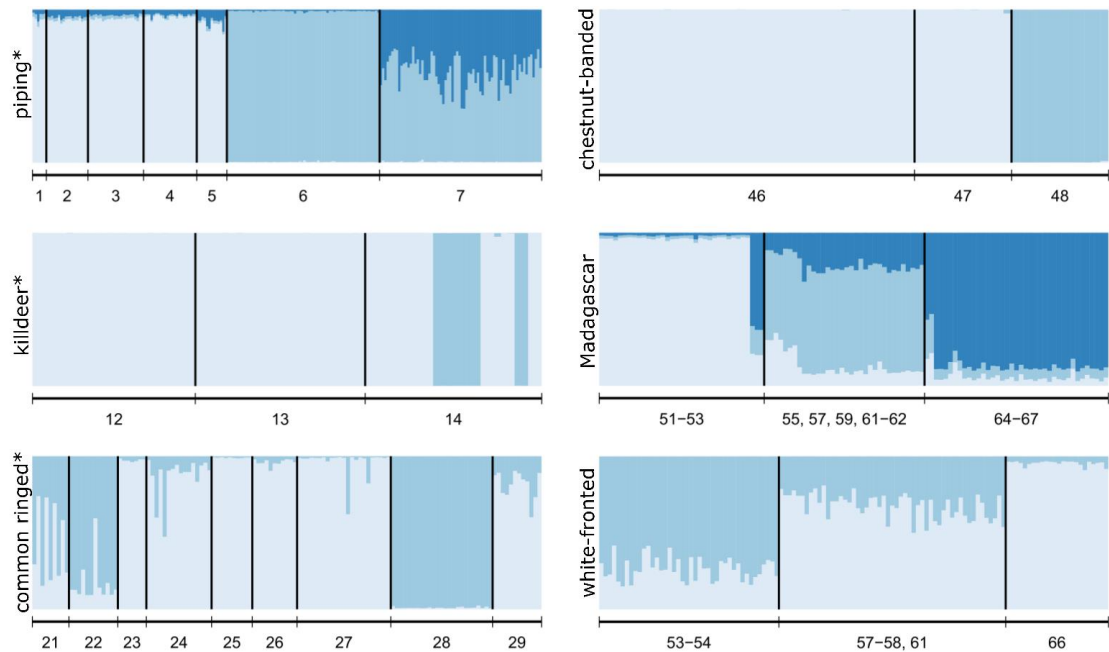 piping*
1 2 3 4 5 6 7
chestnut-banded
46 47 48
killdeer*
12 13 14
Madagascar
51–53 55, 57, 59, 61–62 64–67
common ringed*
21 22 23 24 25 26 27 28 29
white-fronted
53–54 57–58, 61 66